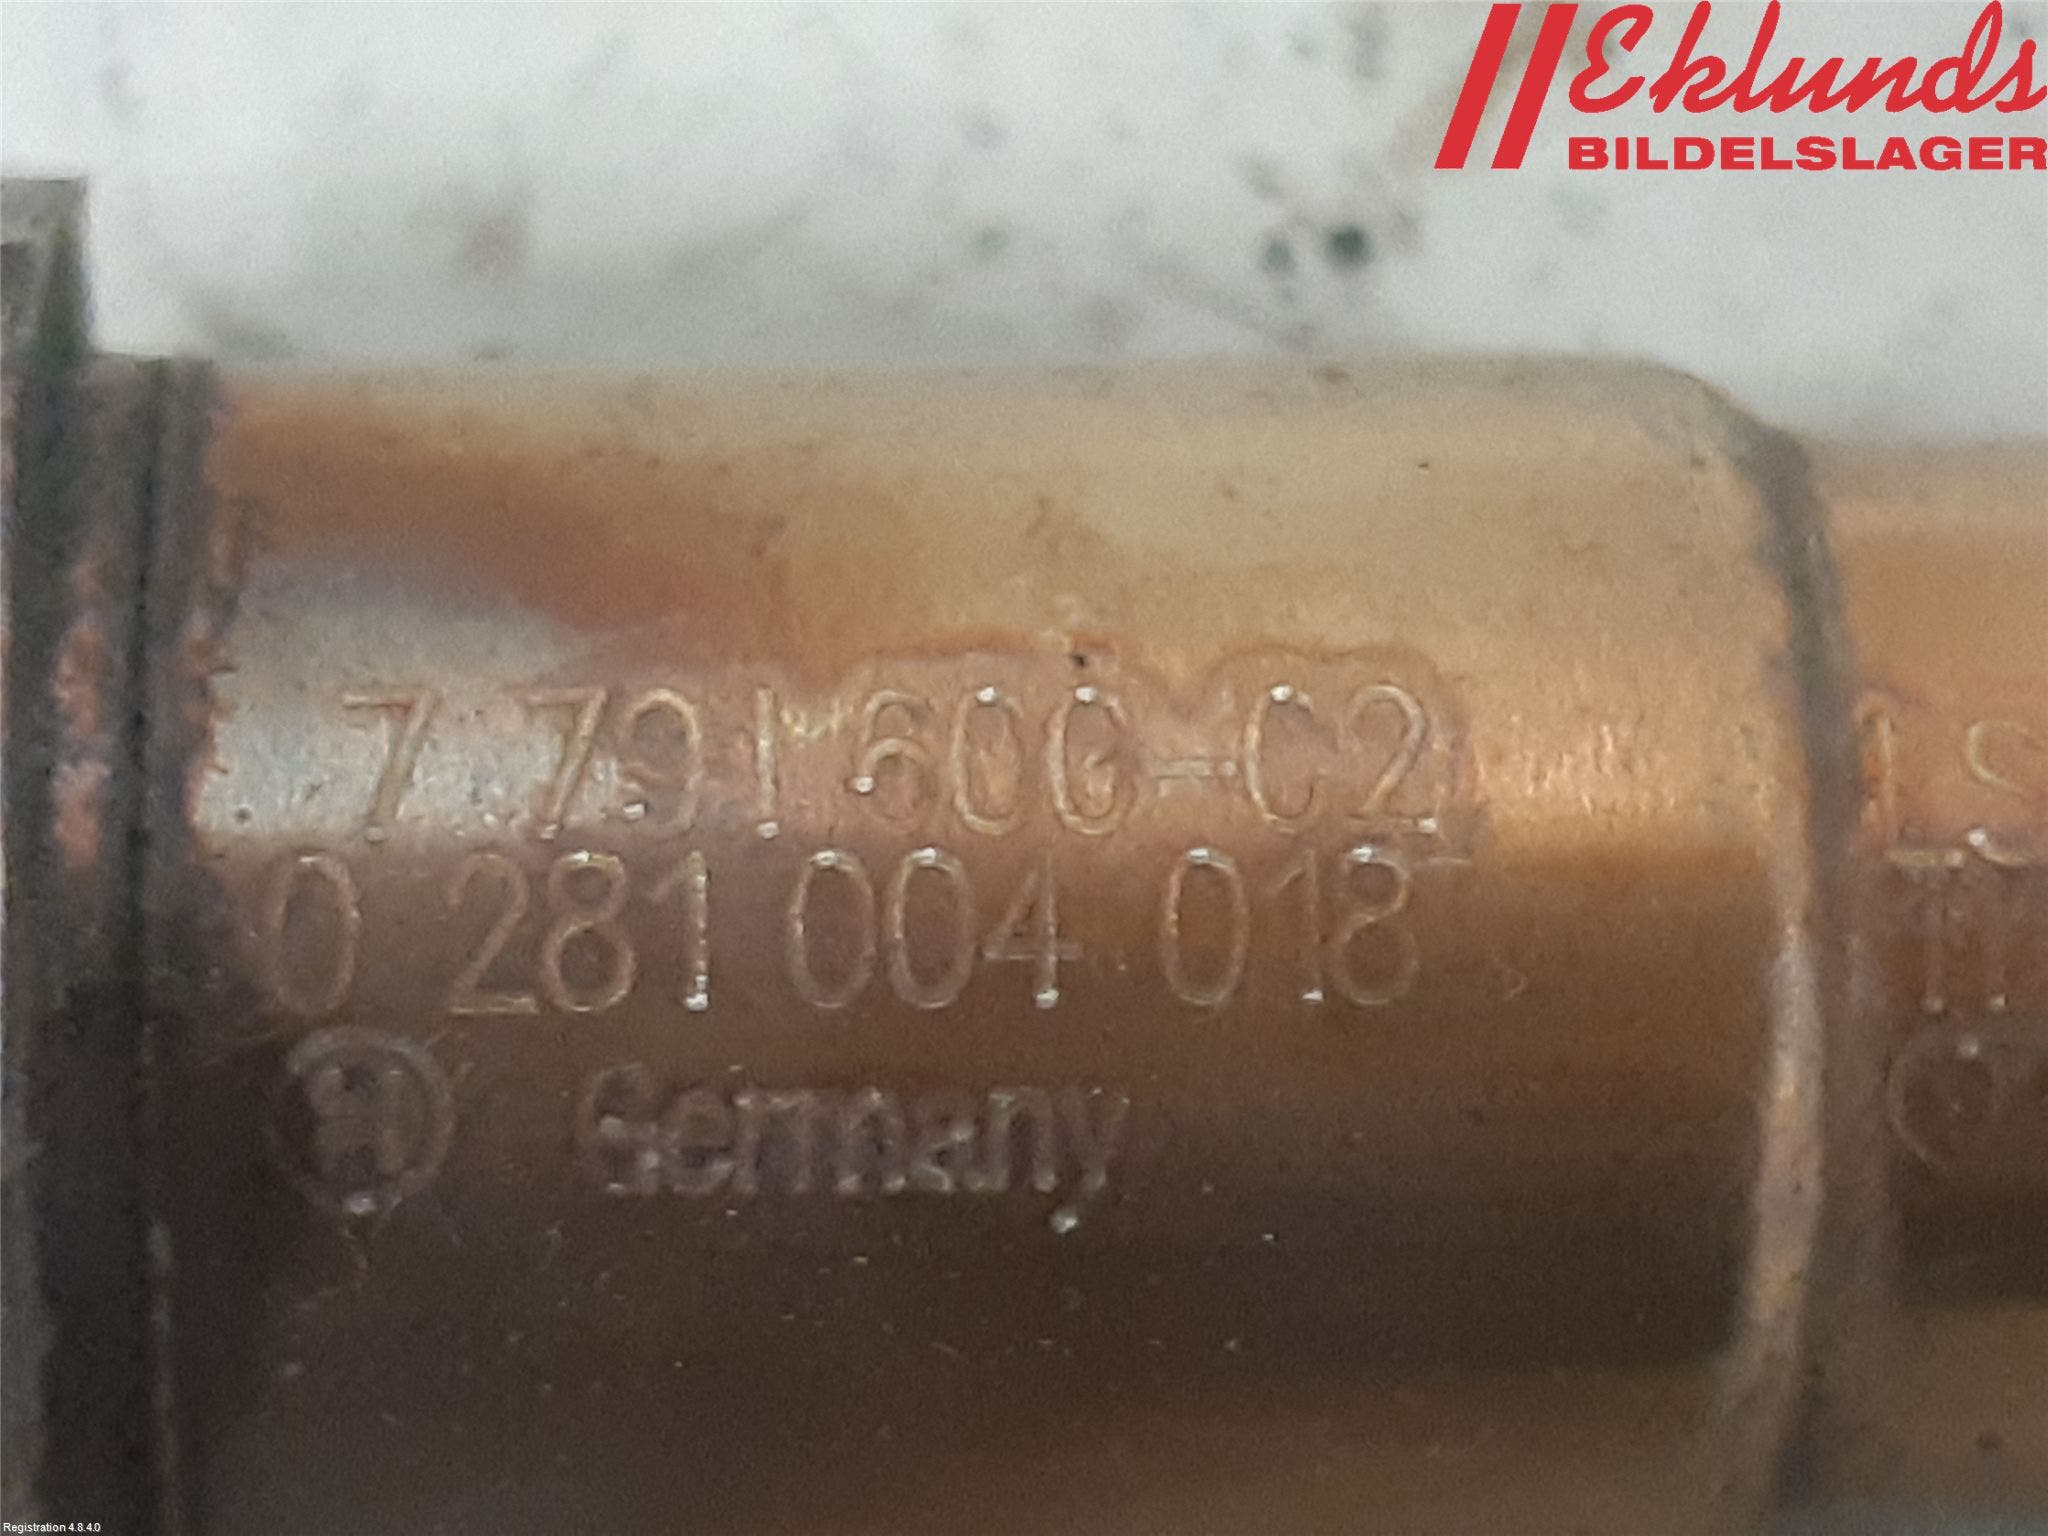 Eklunds
BILDELSLAGER
7 791 600-02
0 281 004 018
Germany
Registration 4.8.4.0